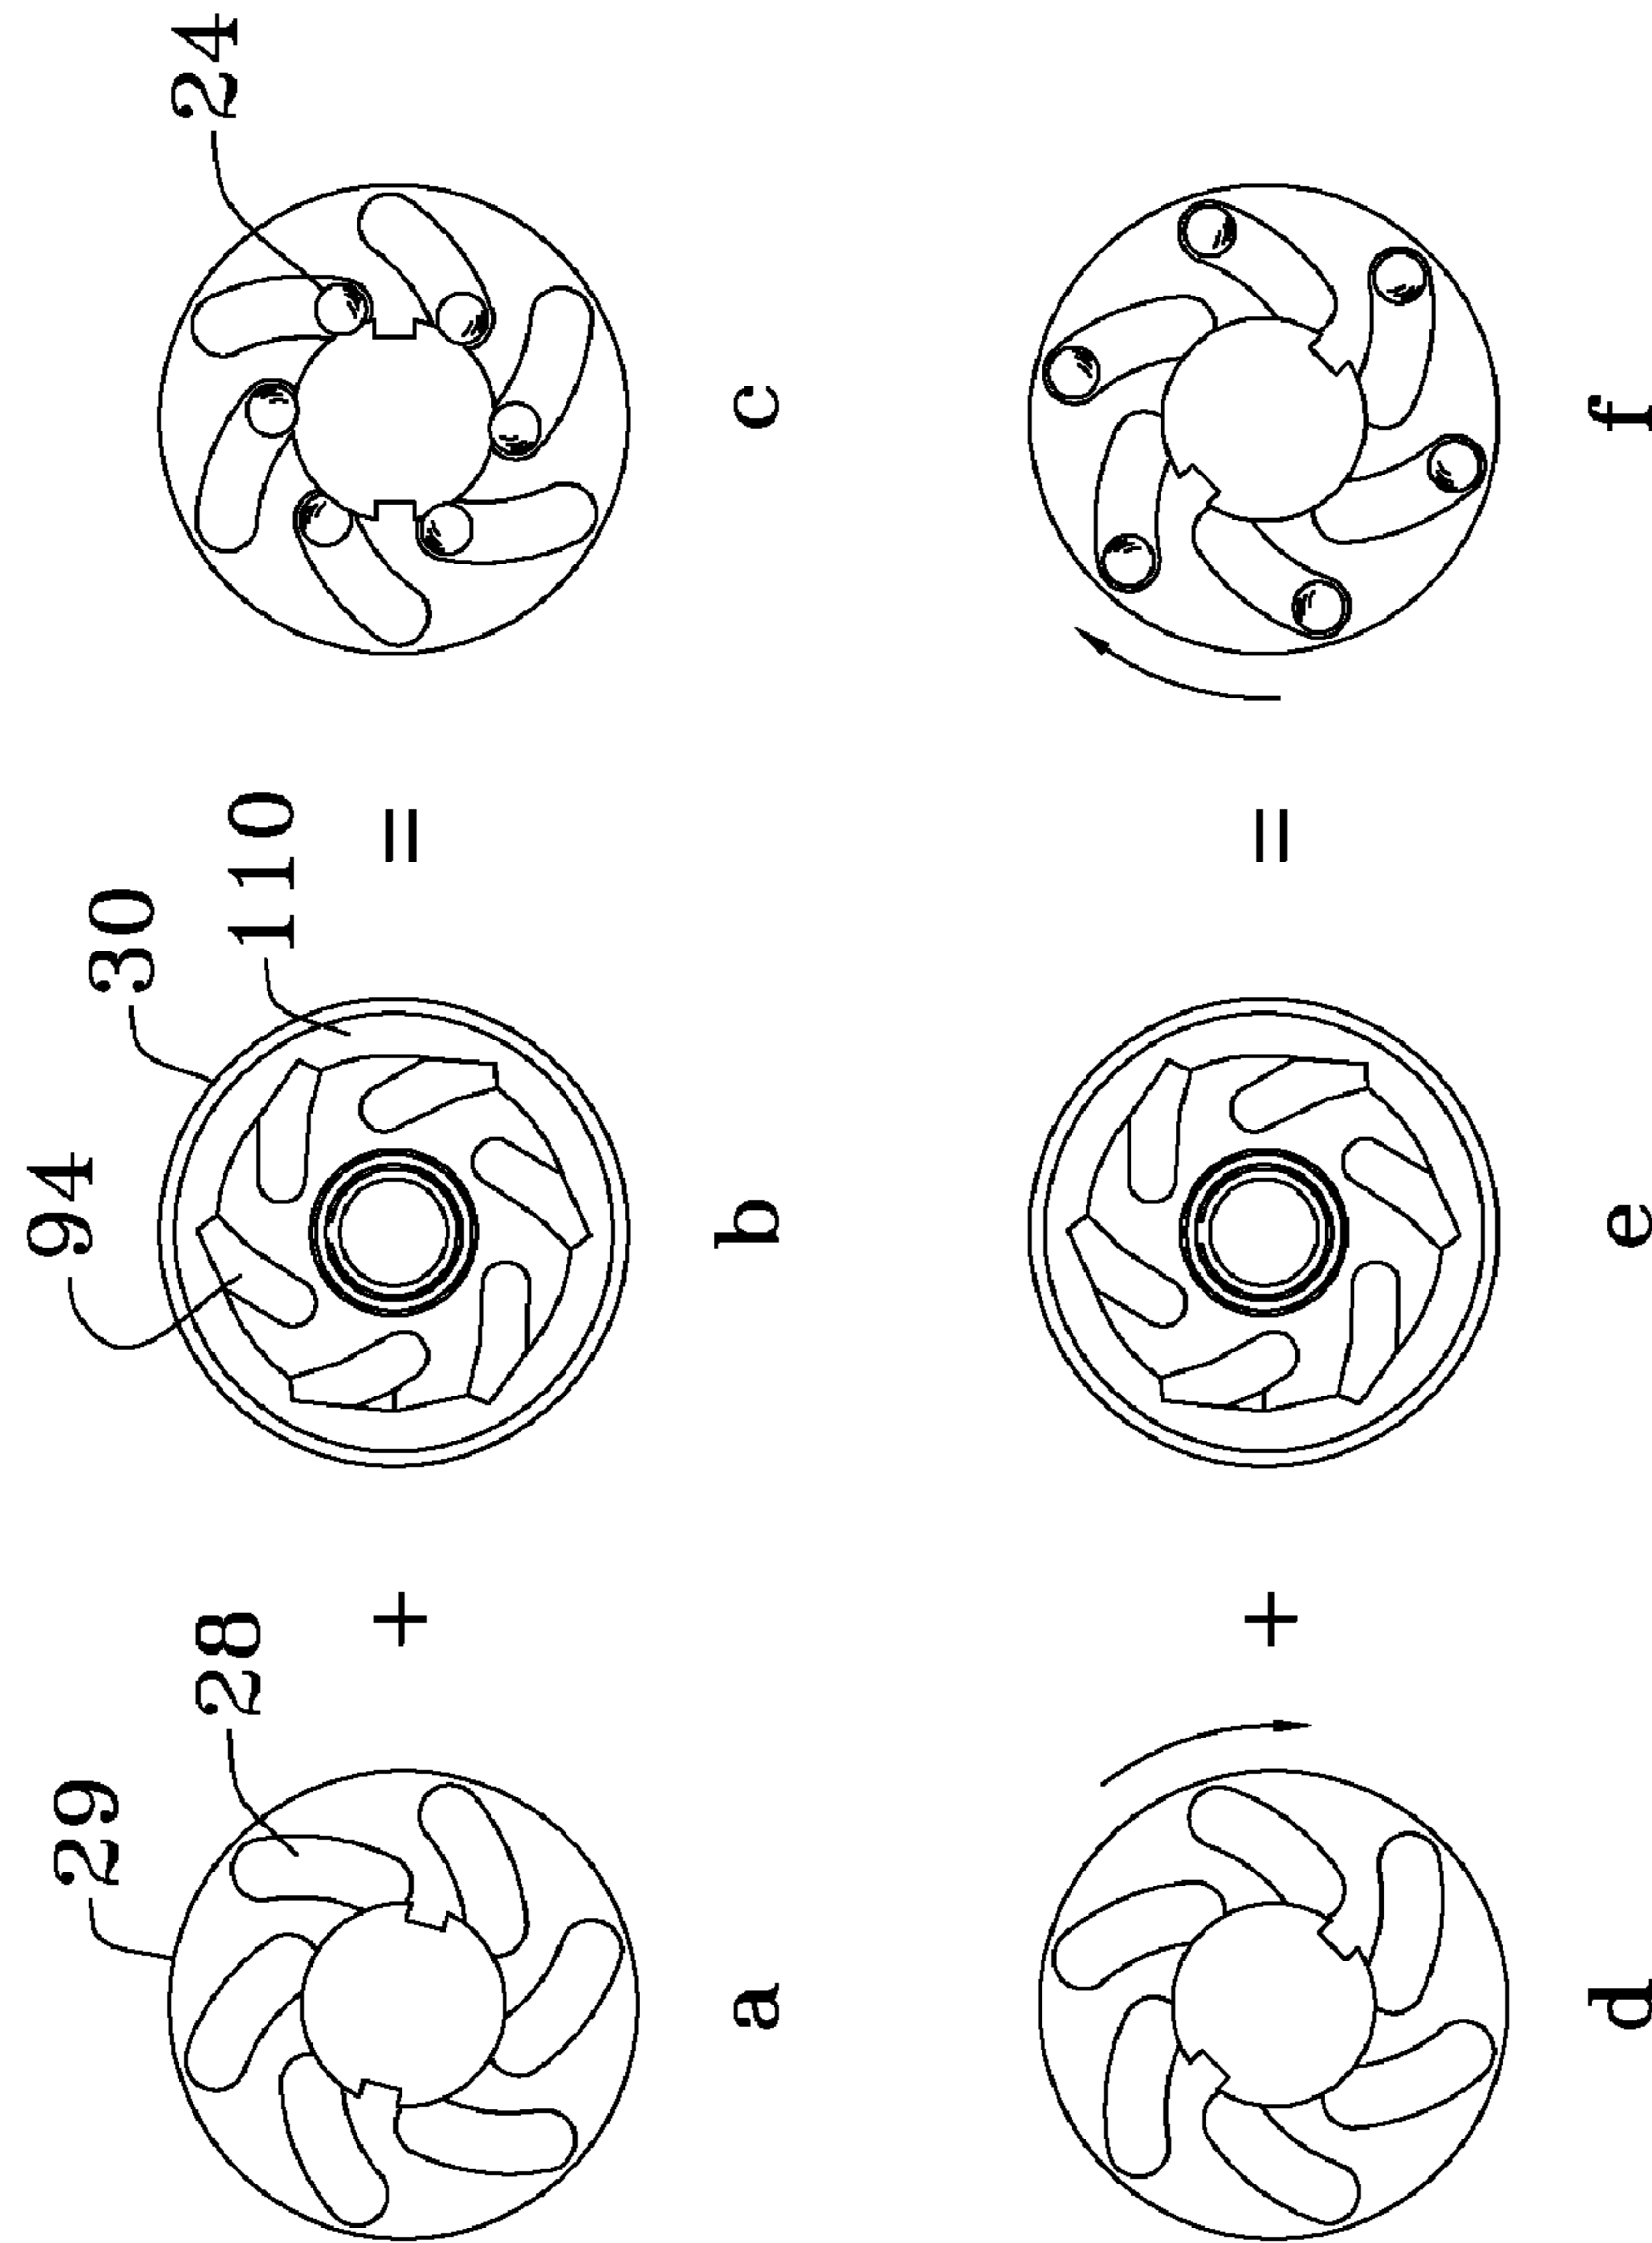 29 28 94 30 110 24
+ =
a b c
+ =
d e f